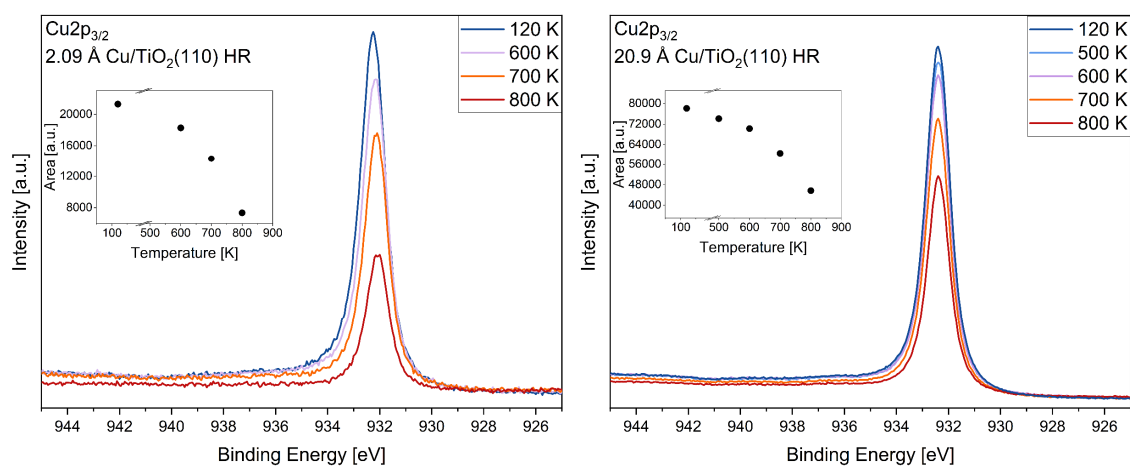 Cu2p3/2
2.09 Å Cu/TiO2(110) HR
120 K
600 K
700 K
800 K
Area [a.u.]
20000
16000
12000
8000
100 500 600 700 800 900
Temperature [K]
Intensity [a.u.]
944 942 940 938 936 934 932 930 928 926
Binding Energy [eV]
Cu2p3/2
20.9 Å Cu/TiO2(110) HR
120 K
500 K
600 K
700 K
800 K
Area [a.u.]
80000
72000
64000
56000
48000
40000
100 500 600 700 800 900
Temperature [K]
Intensity [a.u.]
944 942 940 938 936 934 932 930 928 926
Binding Energy [eV]